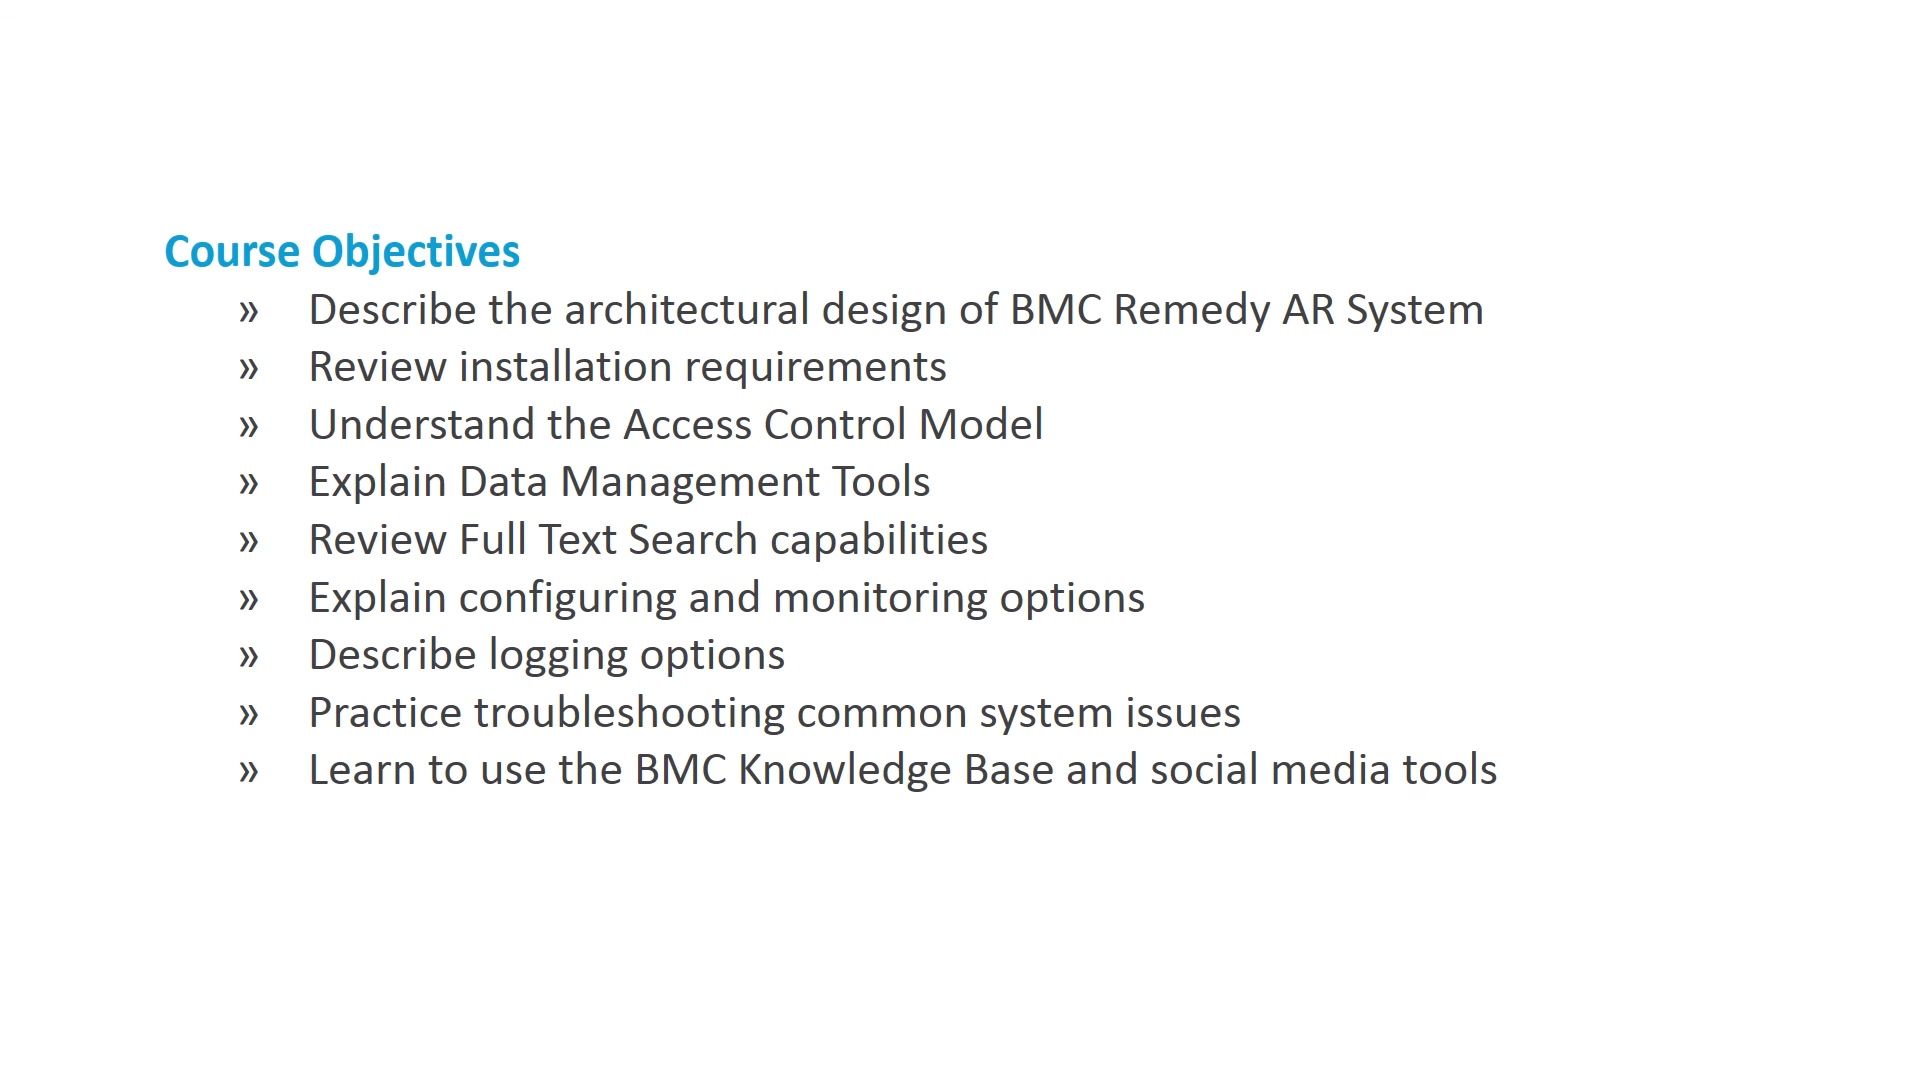 Course Objectives
» Describe the architectural design of BMC Remedy AR System
» Review installation requirements
» Understand the Access Control Model
» Explain Data Management Tools
» Review Full Text Search capabilities
» Explain configuring and monitoring options
» Describe logging options
» Practice troubleshooting common system issues
» Learn to use the BMC Knowledge Base and social media tools